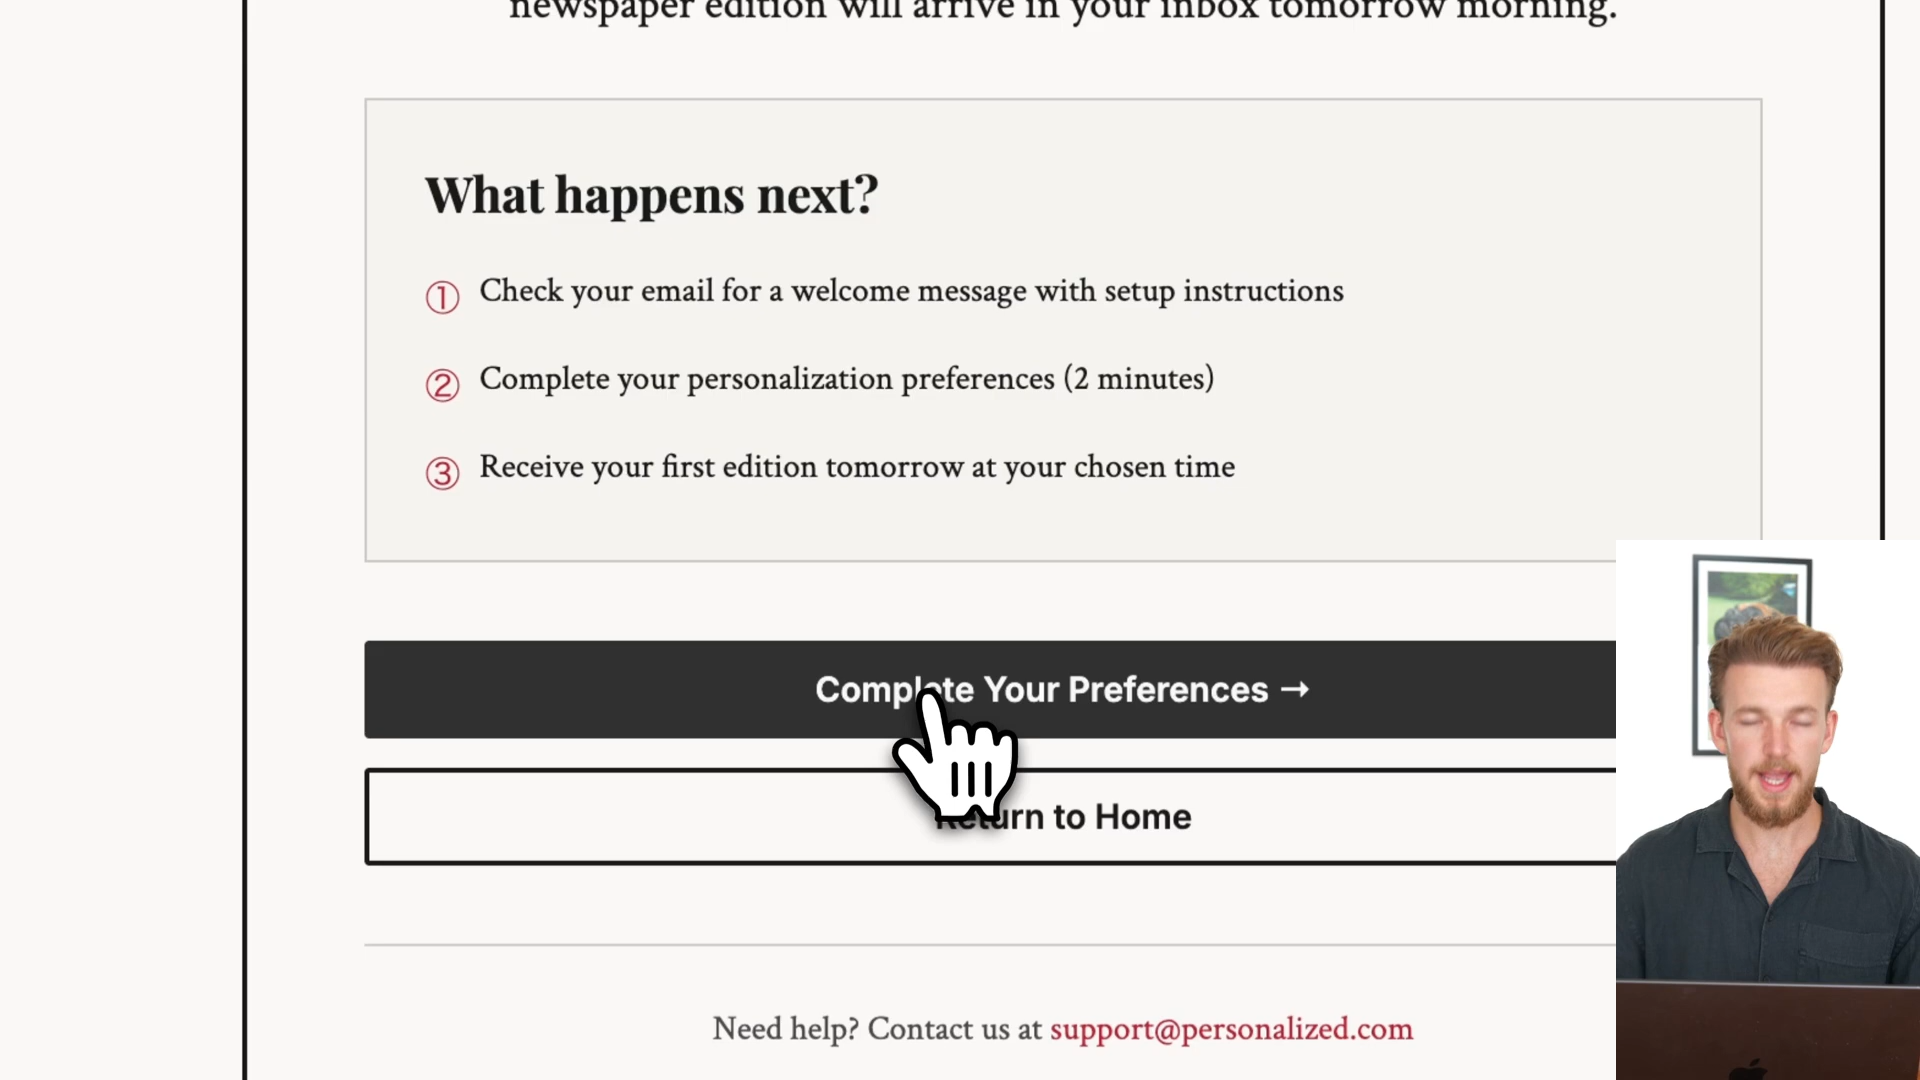 newspaper edition will arrive in your inbox tomorrow morning.
What happens next?
① Check your email for a welcome message with setup instructions
② Complete your personalization preferences (2 minutes)
③ Receive your first edition tomorrow at your chosen time
Complete Your Preferences →
Return to Home
Need help? Contact us at support@personalized.com